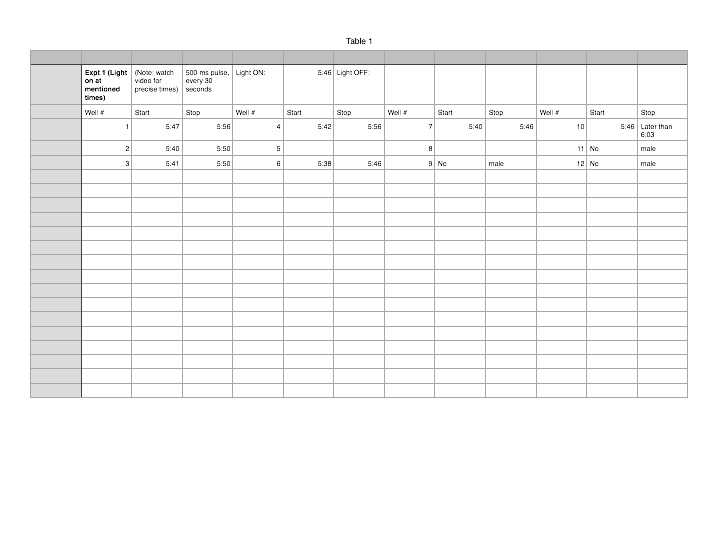 Table 1
Expt 1 (Light on at mentioned times) (Note: watch video for precise times) 500 ms pulse, every 30 seconds Light ON: 5:46 Light OFF:
Well # Start Stop Well # Start Stop Well # Start Stop Well # Start Stop
1 5:47 5:56 4 5:42 5:56 7 5:40 5:46 10 5:46 Later than 6:03
2 5:40 5:50 5 8 11 No male
3 5:41 5:50 6 5:38 5:46 9 No male 12 No male